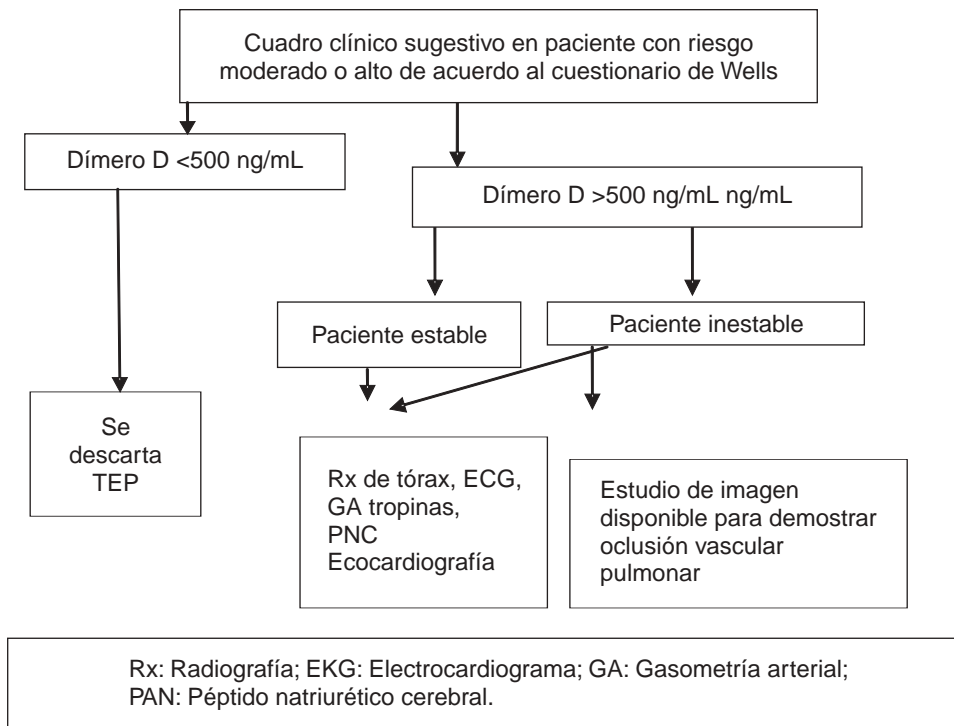 Cuadro clínico sugestivo en paciente con riesgo
moderado o alto de acuerdo al cuestionario de Wells
Dímero D <500 ng/mL
Dímero D >500 ng/mL ng/mL
Paciente estable
Paciente inestable
Se
descarta
TEP
Rx de tórax, ECG,
GA tropinas,
PNC
Ecocardiografía
Estudio de imagen
disponible para demostrar
oclusión vascular
pulmonar
Rx: Radiografía; EKG: Electrocardiograma; GA: Gasometría arterial;
PAN: Péptido natriurético cerebral.